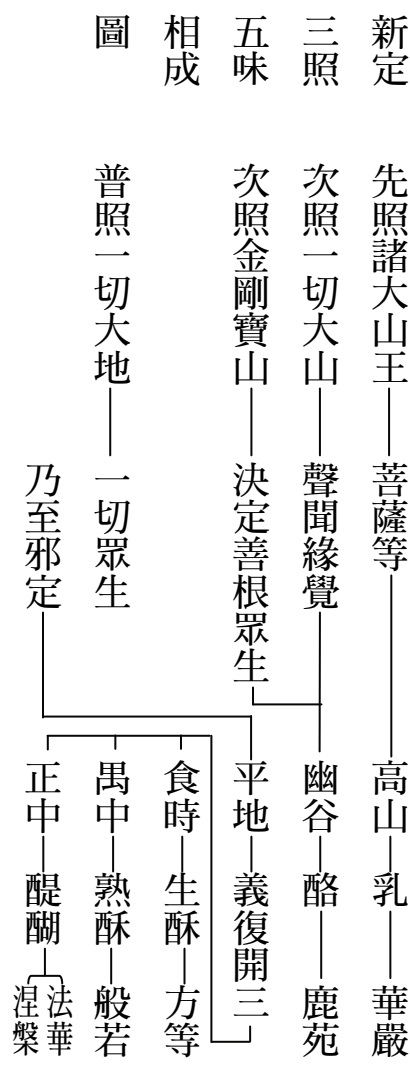 新定　先照諸大山王　菩薩等　高山　乳　華嚴
三照　次照一切大山　聲聞緣覺　幽谷　酪　鹿苑
五味　次照金剛寶山　決定善根眾生　平地　義復開三
相成　食時　生酥　方等
圖　普照一切大地　一切眾生　禺中　熟酥　般若
乃至邪定　正中　醍醐　法華
涅槃